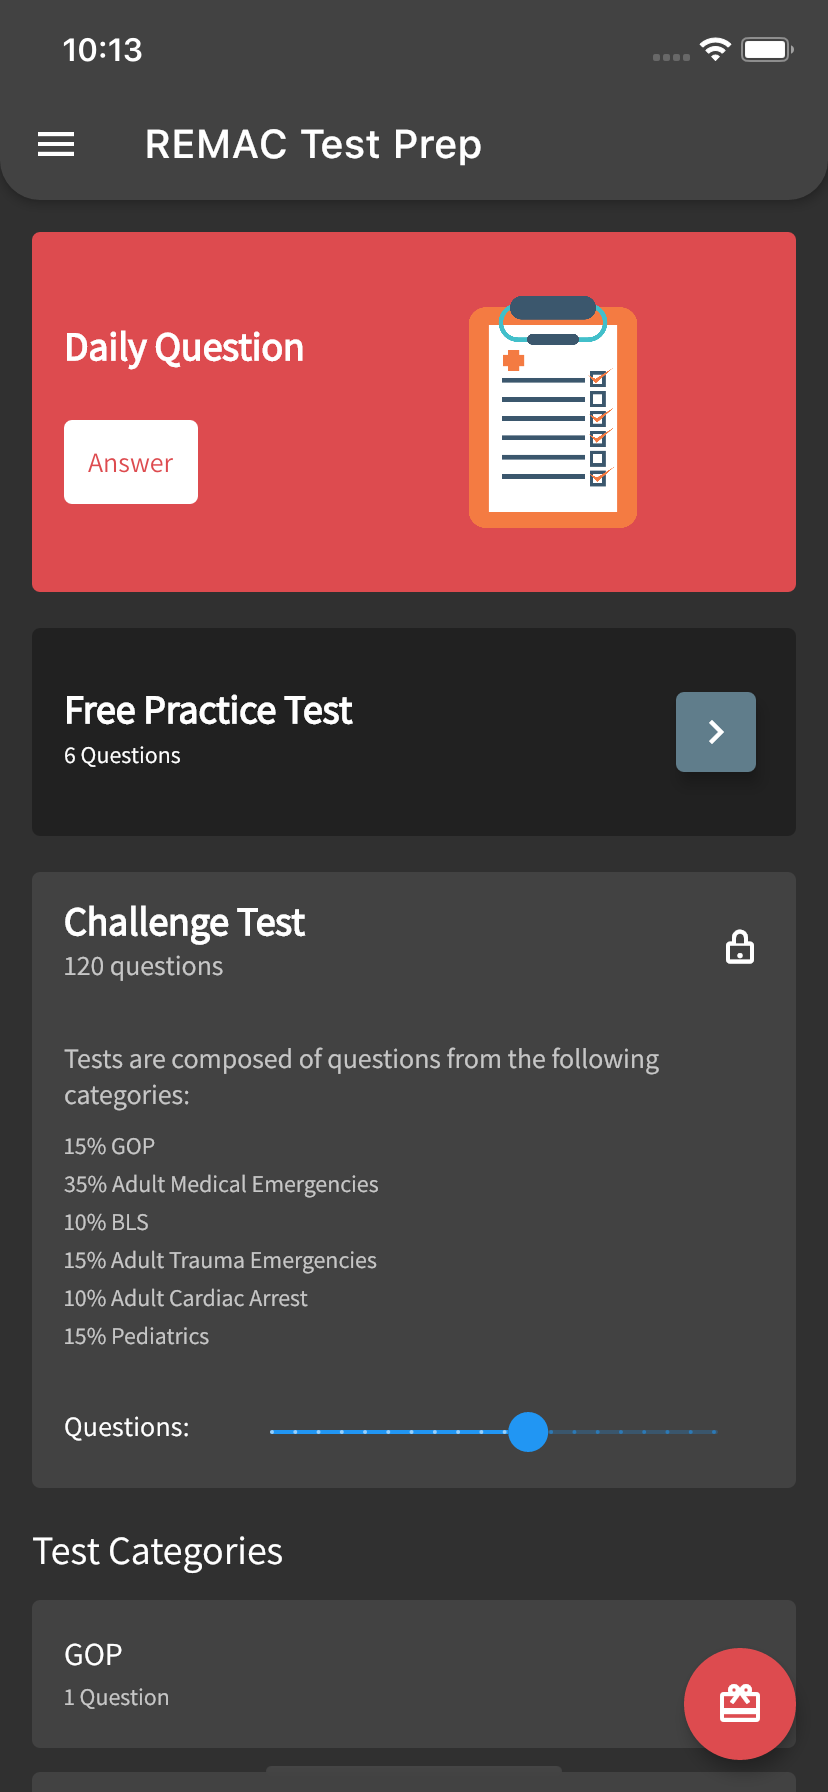 10:13
REMAC Test Prep
Daily Question
Answer
Free Practice Test
6 Questions
Challenge Test
120 questions
Tests are composed of questions from the following
categories:
15% GOP
35% Adult Medical Emergencies
10% BLS
15% Adult Trauma Emergencies
10% Adult Cardiac Arrest
15% Pediatrics
Questions:
Test Categories
GOP
1 Question